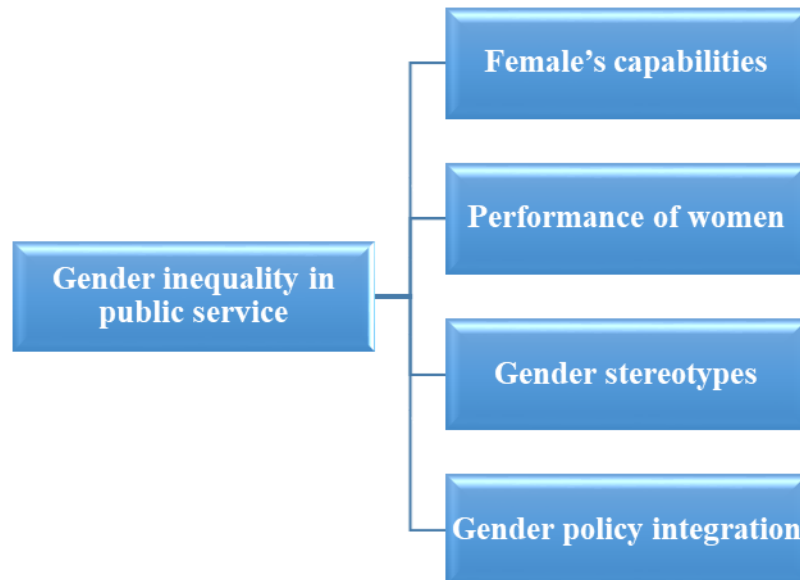 Female’s capabilities
Performance of women
Gender inequality in
public service
Gender stereotypes
Gender policy integration